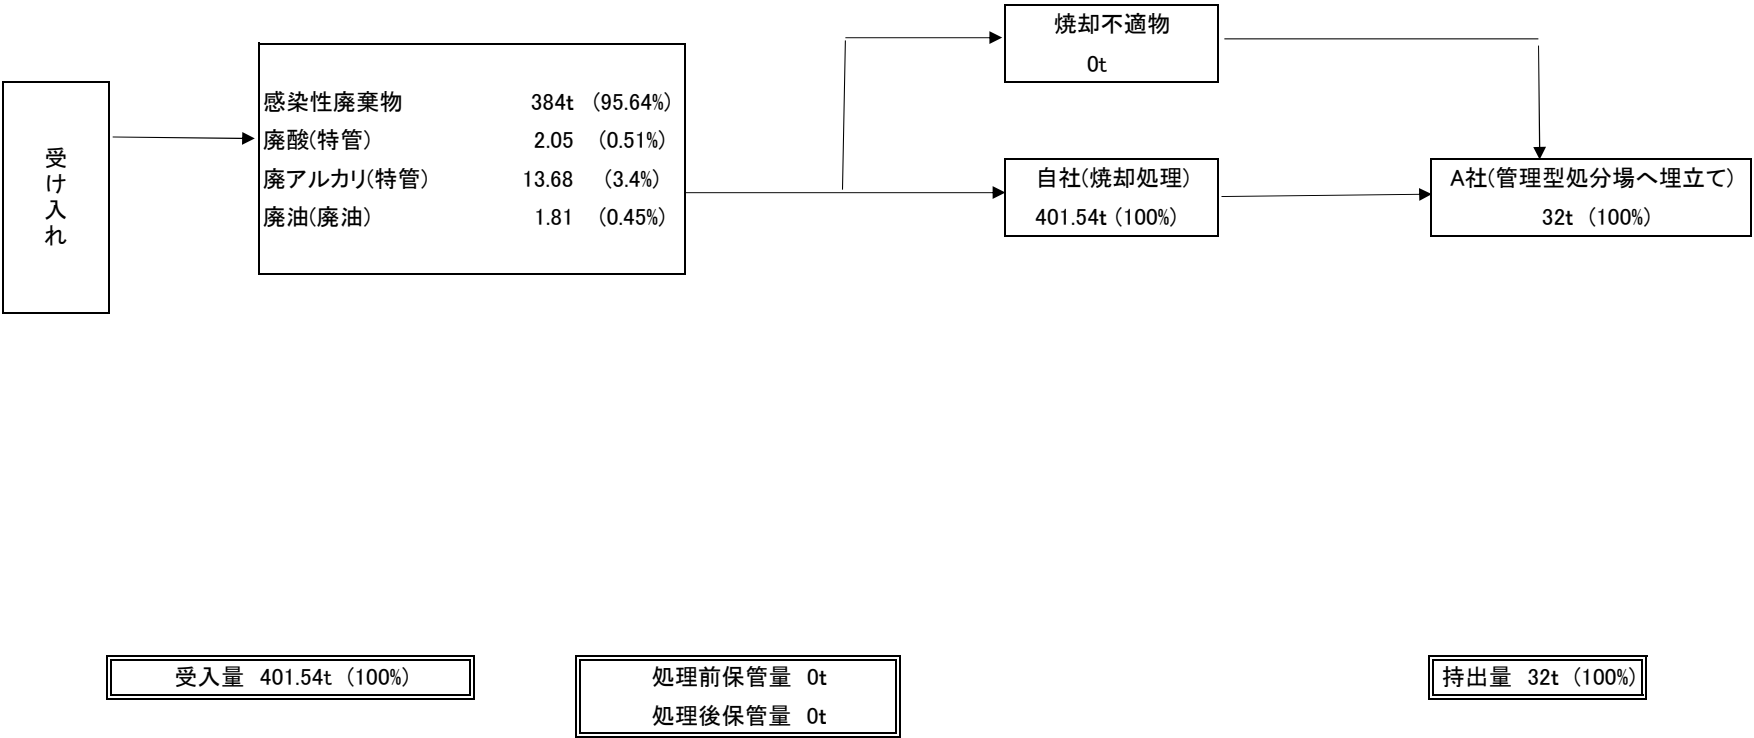 受け入れ
感染性廃棄物 384t (95.64%)
廃酸(特管) 2.05 (0.51%)
廃アルカリ(特管) 13.68 (3.4%)
廃油(廃油) 1.81 (0.45%)
焼却不適物
0t
自社(焼却処理)
401.54t (100%)
A社(管理型処分場へ埋立て)
32t (100%)
受入量 401.54t (100%)
処理前保管量 0t
処理後保管量 0t
持出量 32t (100%)